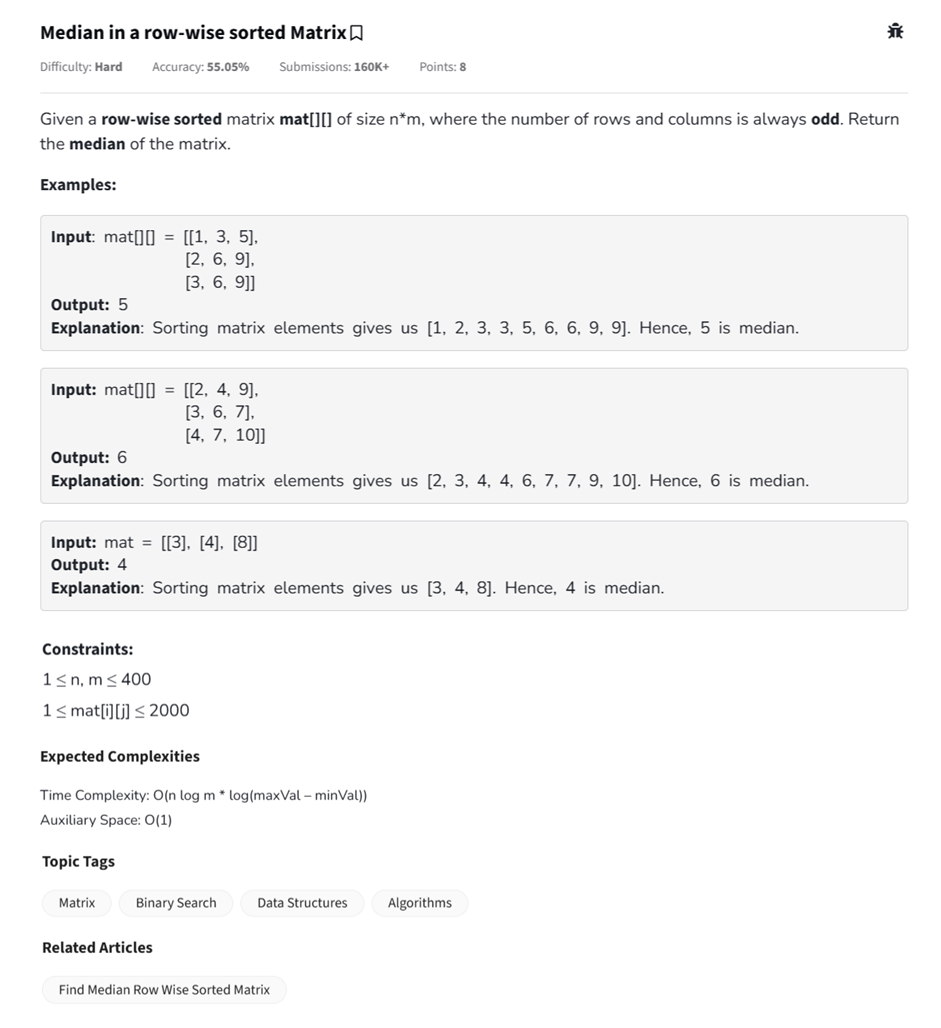 Median in a row-wise sorted Matrix
Difficulty: Hard Accuracy: 55.05% Submissions: 160K+ Points: 8
Given a row-wise sorted matrix mat[][] of size n*m, where the number of rows and columns is always odd. Return
the median of the matrix.
Examples:
Input: mat[][] = [[1, 3, 5],
[2, 6, 9],
[3, 6, 9]]
Output: 5
Explanation: Sorting matrix elements gives us [1, 2, 3, 3, 5, 6, 6, 9, 9]. Hence, 5 is median.
Input: mat[][] = [[2, 4, 9],
[3, 6, 7],
[4, 7, 10]]
Output: 6
Explanation: Sorting matrix elements gives us [2, 3, 4, 4, 6, 7, 7, 9, 10]. Hence, 6 is median.
Input: mat = [[3], [4], [8]]
Output: 4
Explanation: Sorting matrix elements gives us [3, 4, 8]. Hence, 4 is median.
Constraints:
1 ≤ n, m ≤ 400
1 ≤ mat[i][j] ≤ 2000
Expected Complexities
Time Complexity: O(n log m * log(maxVal – minVal))
Auxiliary Space: O(1)
Topic Tags
Matrix Binary Search Data Structures Algorithms
Related Articles
Find Median Row Wise Sorted Matrix